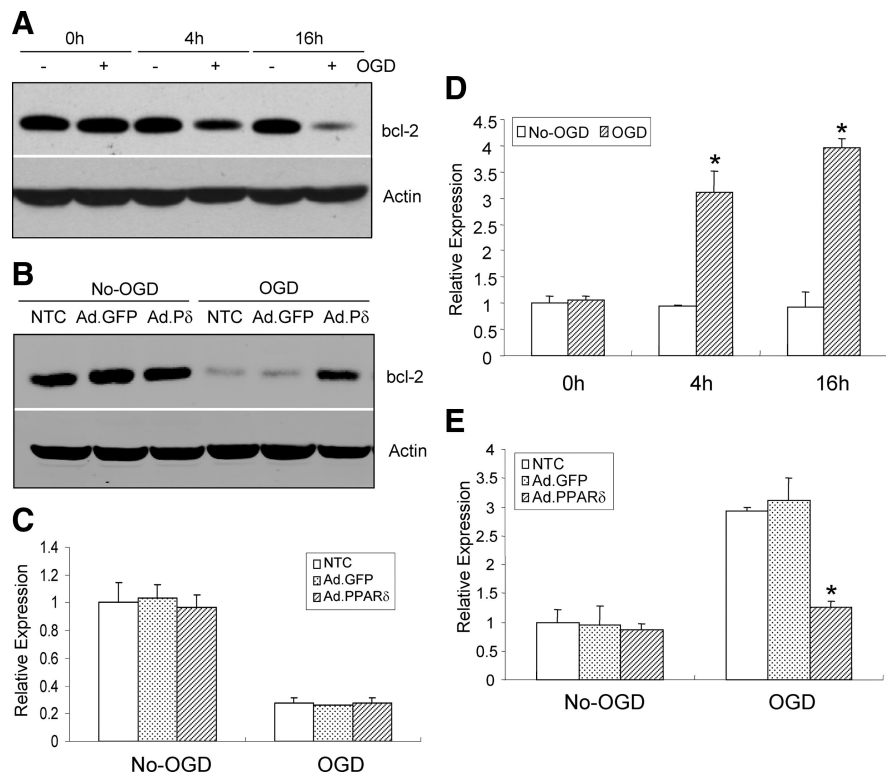 A
0h 4h 16h
- + - + - + OGD
bcl-2
Actin
B
No-OGD OGD
NTC Ad.GFP Ad.Pδ NTC Ad.GFP Ad.Pδ
bcl-2
Actin
C
1.4
1.2
1
0.8
0.6
0.4
0.2
0
Relative Expression
NTC
Ad.GFP
Ad.PPARδ
No-OGD OGD
D
4.5
4
3.5
3
2.5
2
1.5
1
0.5
0
Relative Expression
No-OGD OGD
*
*
0h 4h 16h
E
4
3.5
3
2.5
2
1.5
1
0.5
0
Relative Expression
NTC
Ad.GFP
Ad.PPARδ
*
No-OGD OGD